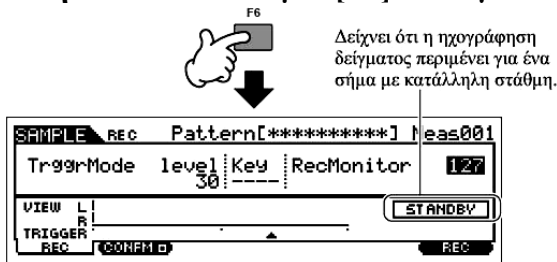 F6
Δείχνει ότι η ηχογράφηση
δείγματος περιμένει για ένα
σήμα με κατάλληλη στάθμη.
SAMPLE REC Pattern[**********] Meas001
TrggrMode level Key RecMonitor 127
30 ----
VIEW L
R
STANDBY
TRIGGER
REC CONFM REC